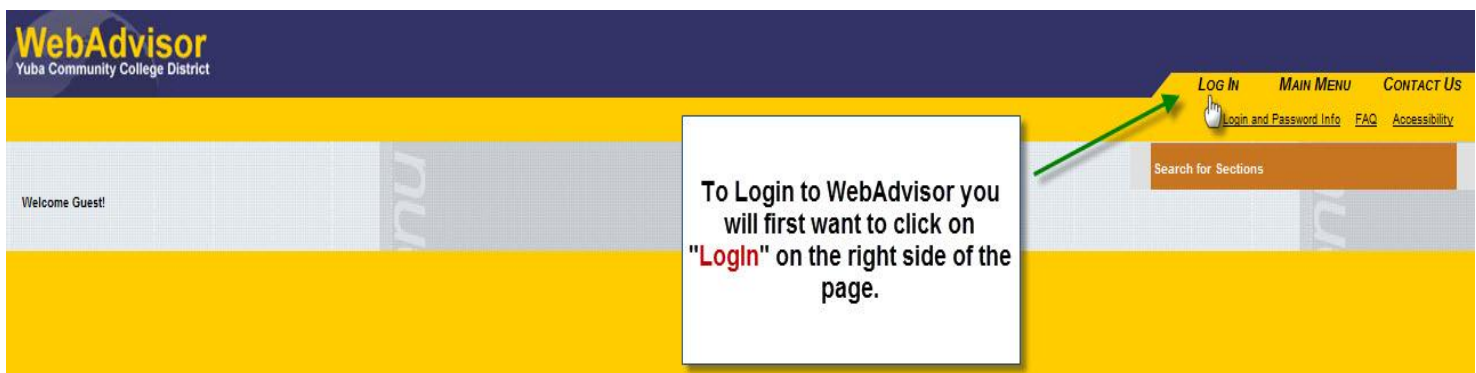 WebAdvisor
Yuba Community College District
LOG IN MAIN MENU CONTACT US
Login and Password Info FAQ Accessibility
Search for Sections
Welcome Guest!
To Login to WebAdvisor you
will first want to click on
"LogIn" on the right side of the
page.